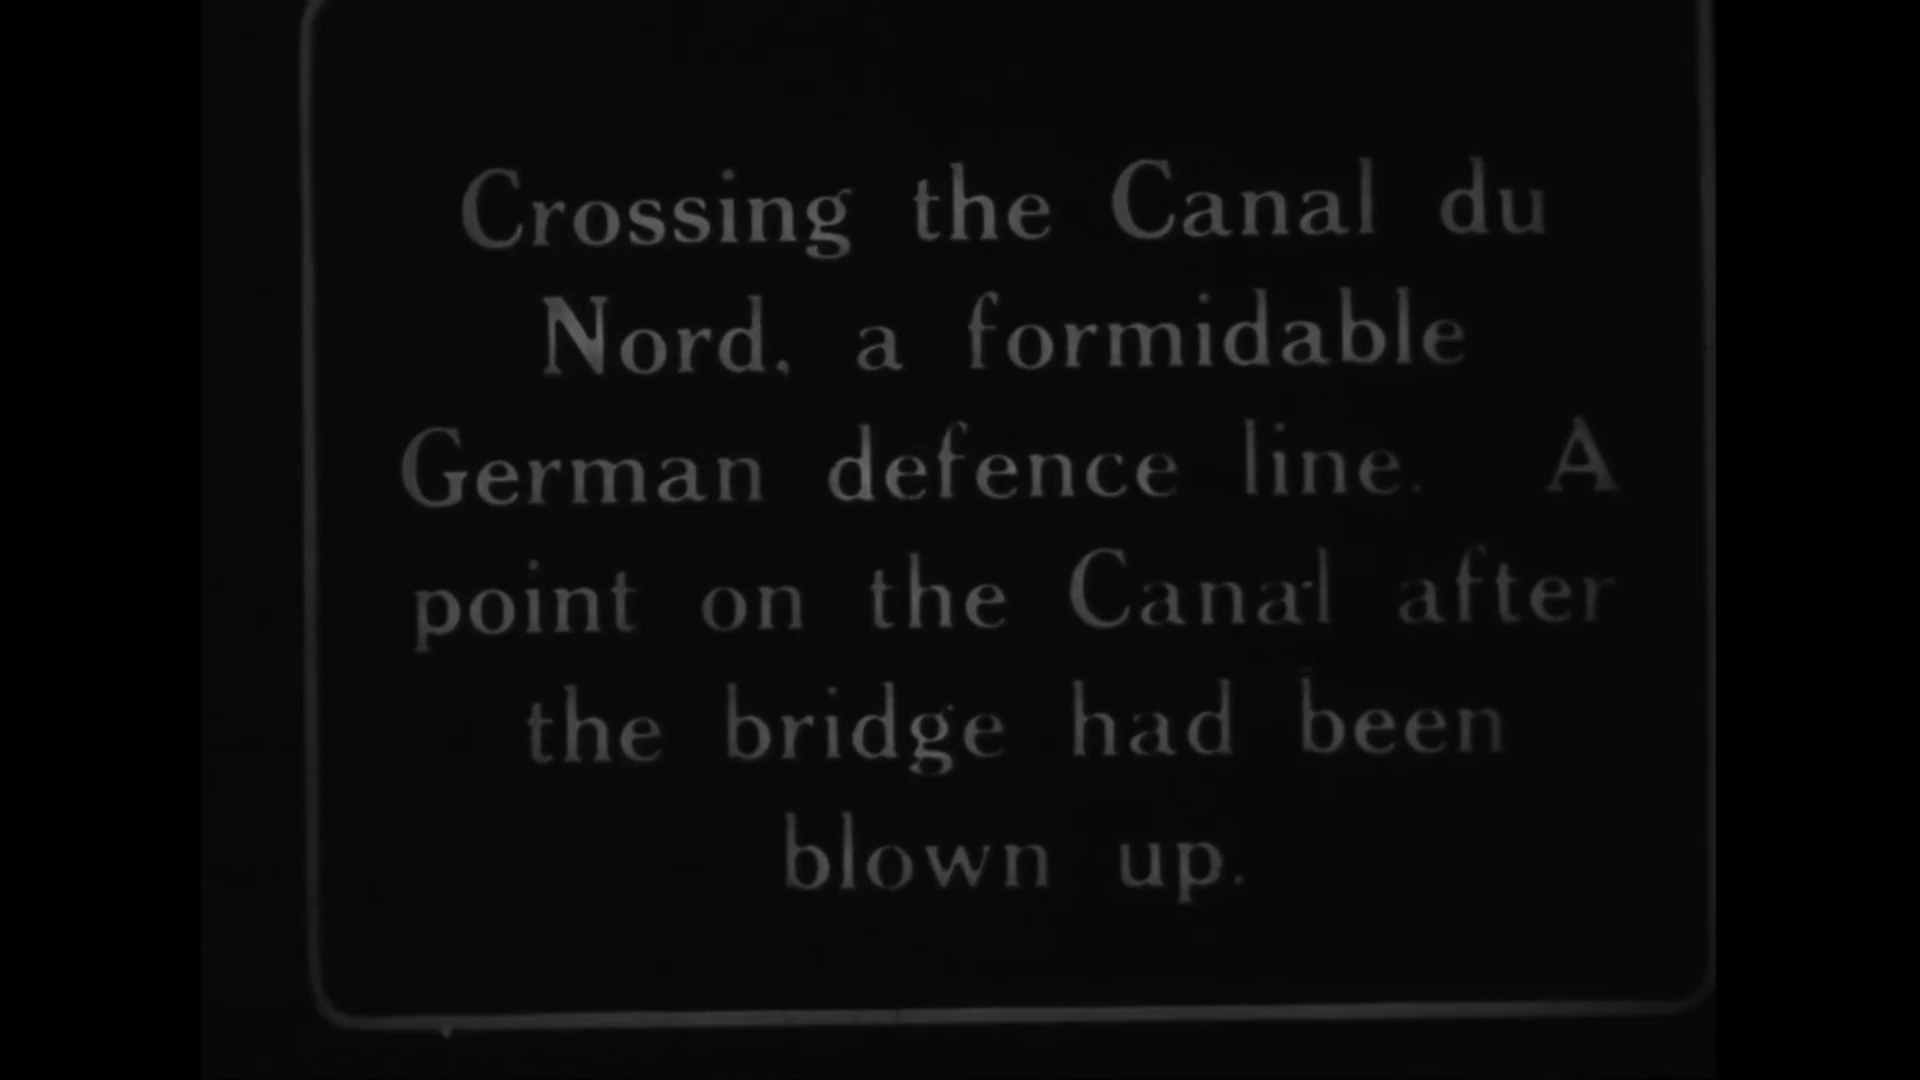 Crossing the Canal du
Nord, a formidable
German defence line. A
point on the Canal after
the bridge had been
blown up.